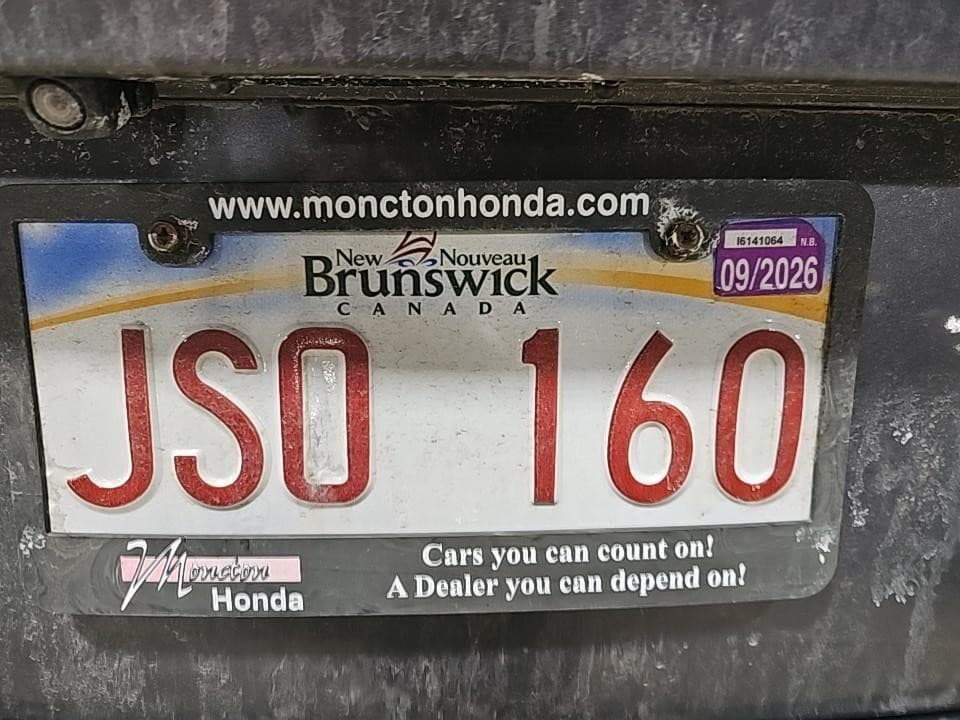 www.monctonhonda.com
New Nouveau
Brunswick
CANADA
I6141064 N.B.
09/2026
JSO 160
Moncton
Honda
Cars you can count on!
A Dealer you can depend on!